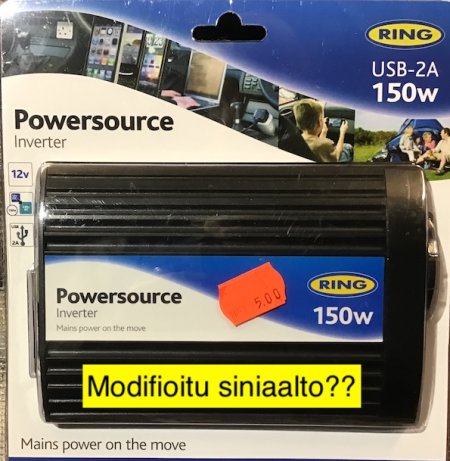 RING
USB-2A
150w
Powersource
Inverter
12v
USB
2A
Powersource
Inverter
Mains power on the move
5.00
RING
150w
Modifioitu siniaalto??
Mains power on the move